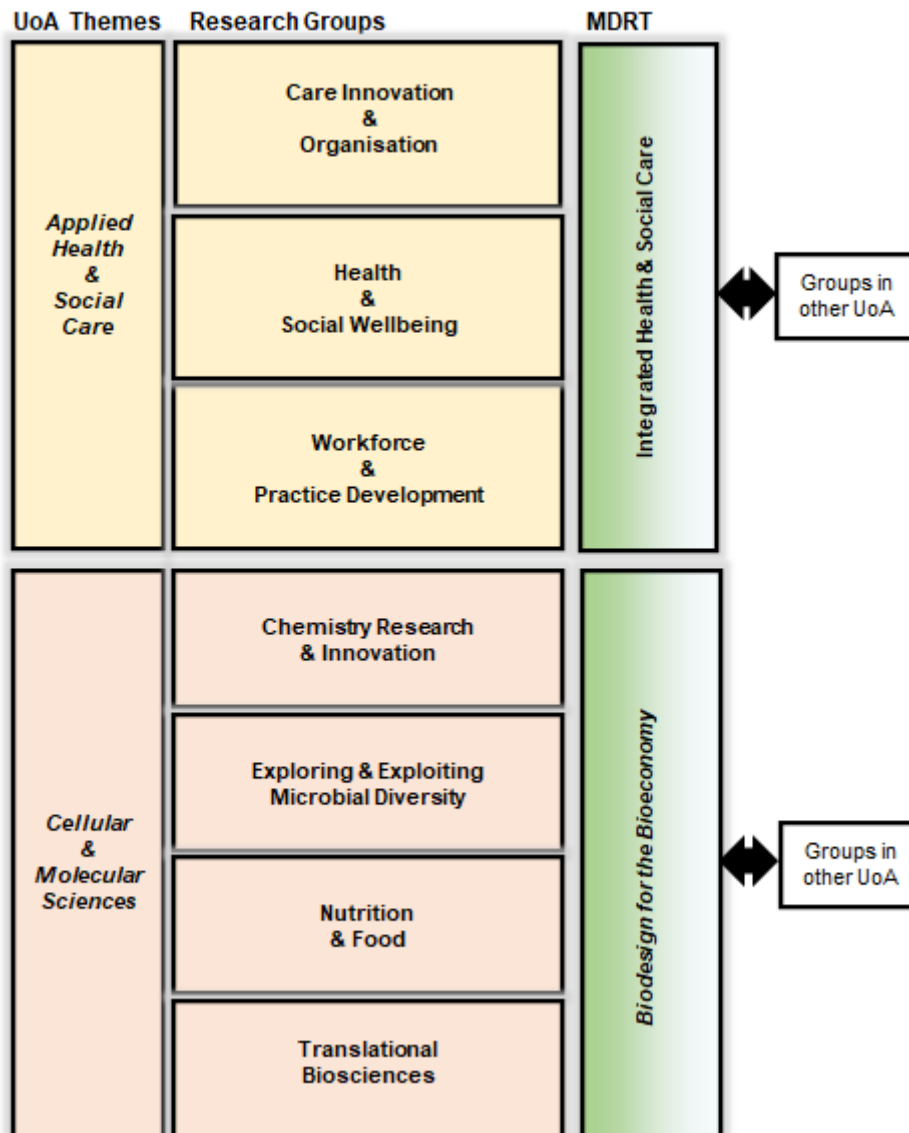 UoA Themes
Research Groups
MDRT
Applied
Health
&
Social
Care
Care Innovation
&
Organisation
Health
&
Social Wellbeing
Workforce
&
Practice Development
Integrated Health & Social Care
Groups in
other UoA
Cellular
&
Molecular
Sciences
Chemistry Research
& Innovation
Exploring & Exploiting
Microbial Diversity
Nutrition
& Food
Translational
Biosciences
Biodesign for the Bioeconomy
Groups in
other UoA